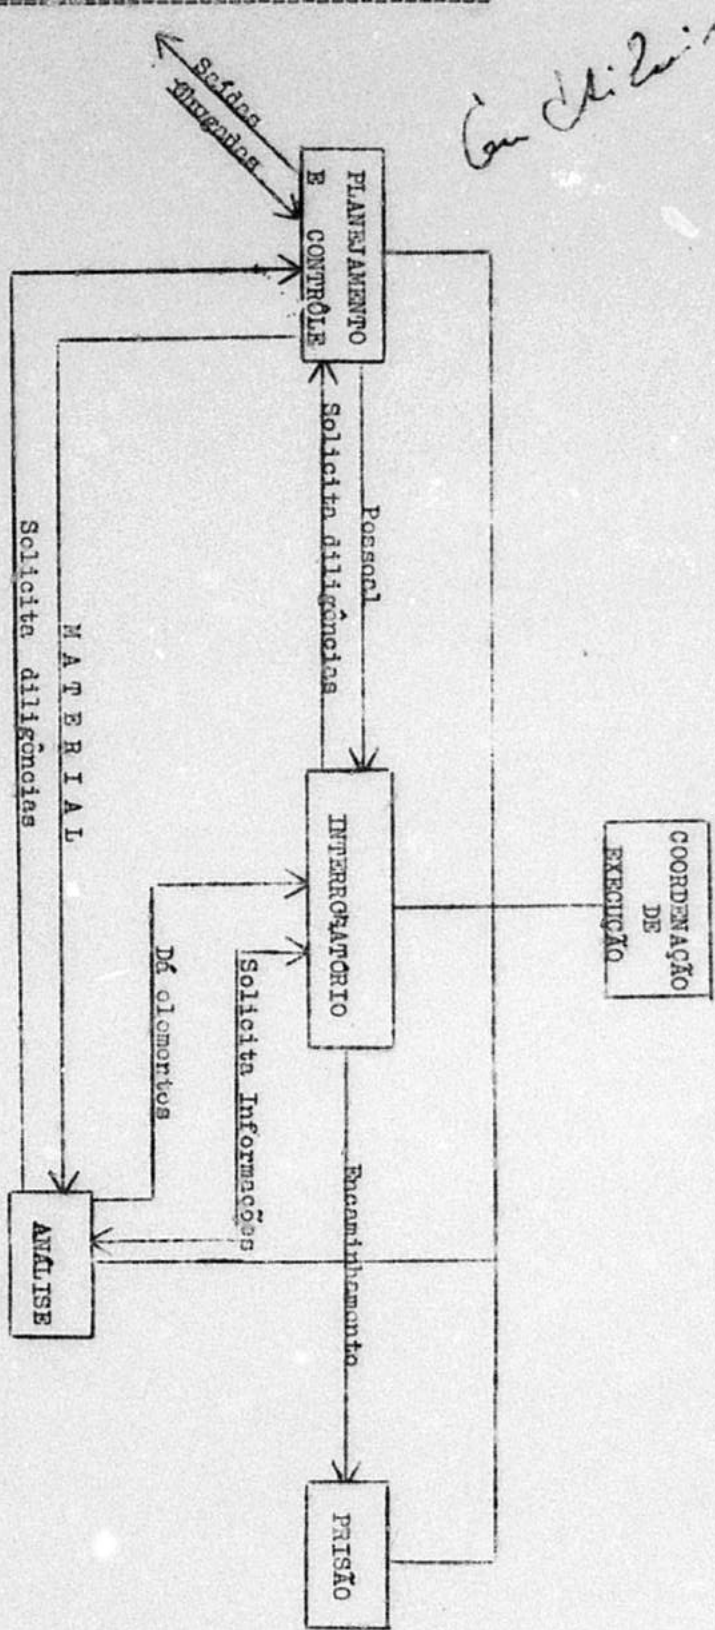 COORDENAÇÃO
DE
EXECUÇÃO
PLANEJAMENTO
E CONTRÔLE
INTERROGATÓRIO
PRISÃO
ANÁLISE
Saídas
Chegadas
Pessoal
Solicita diligências
Encaminhamento
Solicita Informações
Dá elementos
M A T E R I A L
Solicita diligências